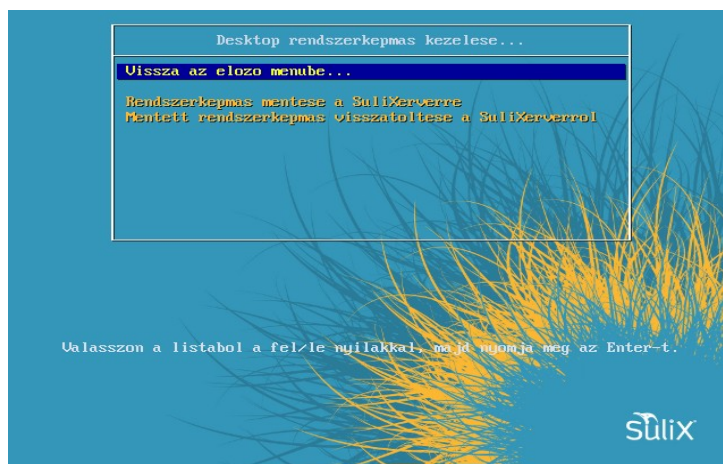 Desktop rendszerkepmas kezelese...
Vissza az elozo menube...
Rendszerkepmas mentese a SuliXerverre
Mentett rendszerkepmas visszatoltese a SuliXerverrol
Valasszon a listabol a fel/le nyilakkal, majd nyomja meg az Enter-t.
SuliX